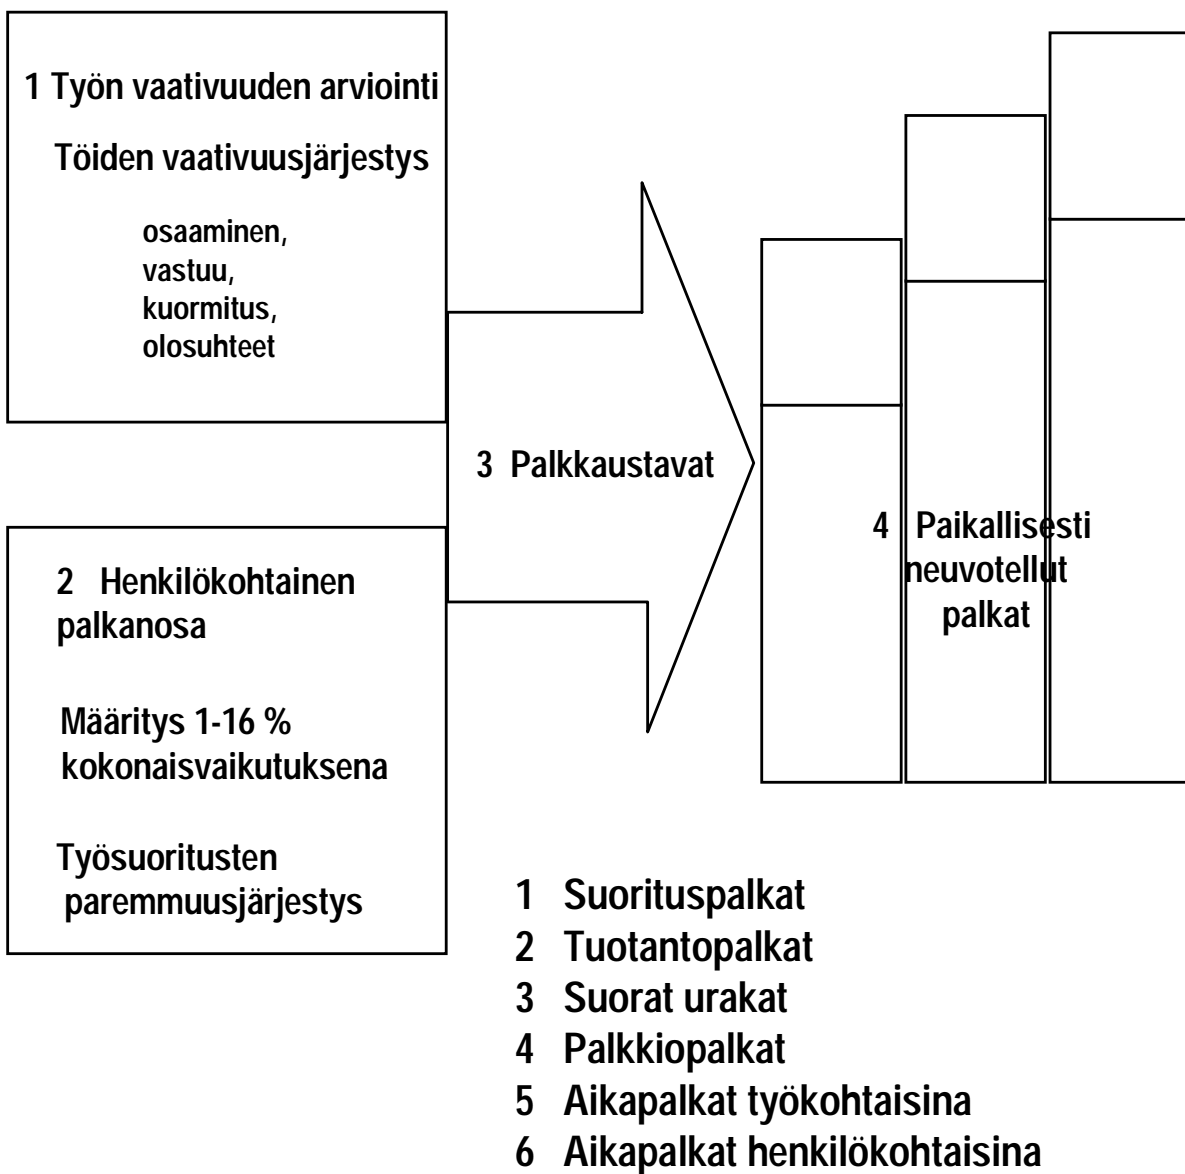 1 Työn vaativuuden arviointi
Töiden vaativuusjärjestys
osaaminen,
vastuu,
kuormitus,
olosuhteet
2 Henkilökohtainen
palkanosa
Määritys 1-16 %
kokonaisvaikutuksena
Työsuoritusten
paremmuusjärjestys
3 Palkkaustavat
4 Paikallisesti
neuvotellut
palkat
1 Suorituspalkat
2 Tuotantopalkat
3 Suorat urakat
4 Palkkiopalkat
5 Aikapalkat työkohtaisina
6 Aikapalkat henkilökohtaisina